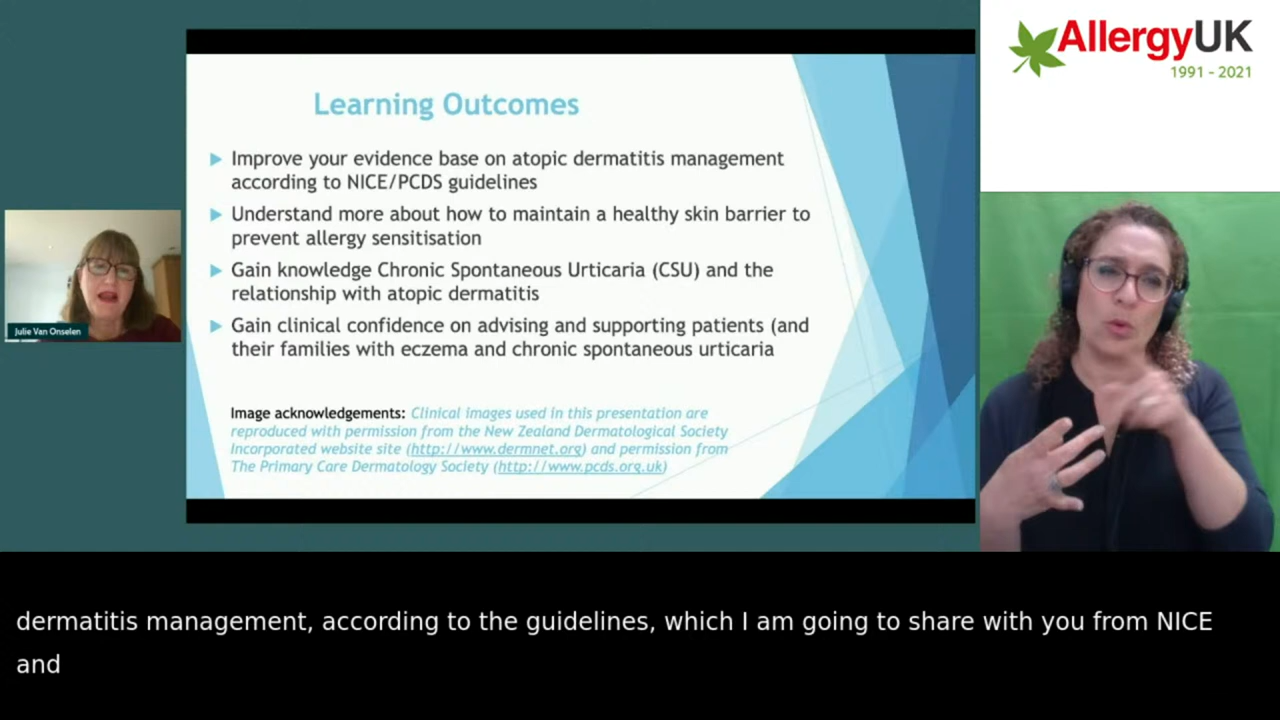 AllergyUK
1991 - 2021
Learning Outcomes
Improve your evidence base on atopic dermatitis management
according to NICE/PCDS guidelines
Understand more about how to maintain a healthy skin barrier to
prevent allergy sensitisation
Gain knowledge Chronic Spontaneous Urticaria (CSU) and the
relationship with atopic dermatitis
Gain clinical confidence on advising and supporting patients (and
their families with eczema and chronic spontaneous urticaria
Image acknowledgements: Clinical images used in this presentation are
reproduced with permission from the New Zealand Dermatological Society
Incorporated website site (http://www.dermnet.org) and permission from
The Primary Care Dermatology Society (http://www.pcds.org.uk)
Julie Van Onselen
dermatitis management, according to the guidelines, which I am going to share with you from NICE
and